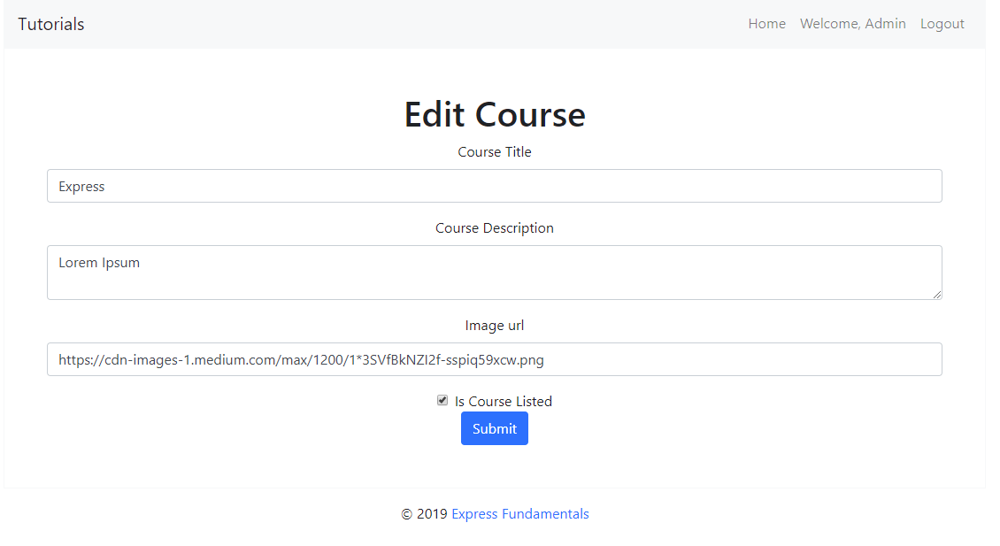 Tutorials Home Welcome, Admin Logout
Edit Course
Course Title
Express
Course Description
Lorem Ipsum
Image url
https://cdn-images-1.medium.com/max/1200/1*3SVfBkNZI2f-sspiq59xcw.png
Is Course Listed
Submit
© 2019 Express Fundamentals